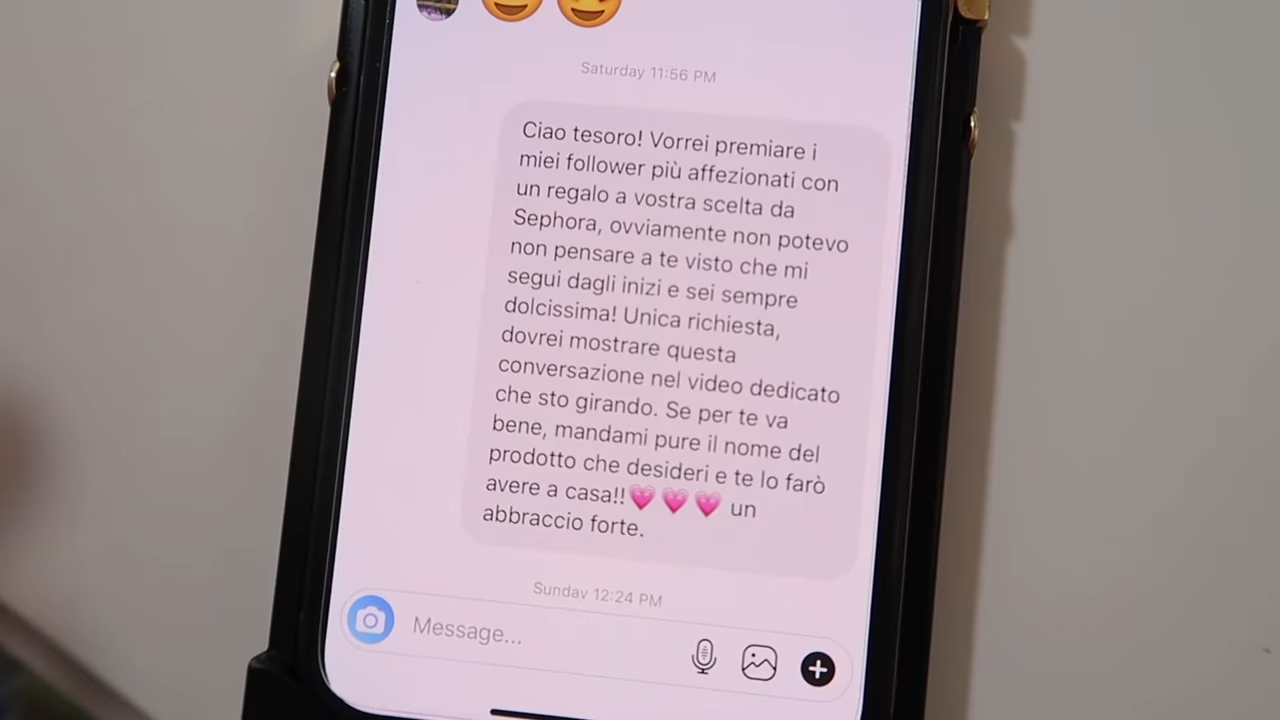 Saturday 11:56 PM
Ciao tesoro! Vorrei premiare i
miei follower più affezionati con
un regalo a vostra scelta da
Sephora, ovviamente non potevo
non pensare a te visto che mi
segui dagli inizi e sei sempre
dolcissima! Unica richiesta,
dovrei mostrare questa
conversazione nel video dedicato
che sto girando. Se per te va
bene, mandami pure il nome del
prodotto che desideri e te lo farò
avere a casa!!💗💗💗 un
abbraccio forte.
Sunday 12:24 PM
Message...